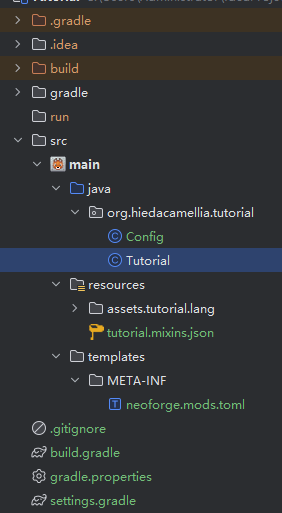 .gradle
.idea
build
gradle
run
src
main
java
org.hiedacamellia.tutorial
Config
Tutorial
resources
assets.tutorial.lang
tutorial.mixins.json
templates
META-INF
neoforge.mods.toml
.gitignore
build.gradle
gradle.properties
settings.gradle